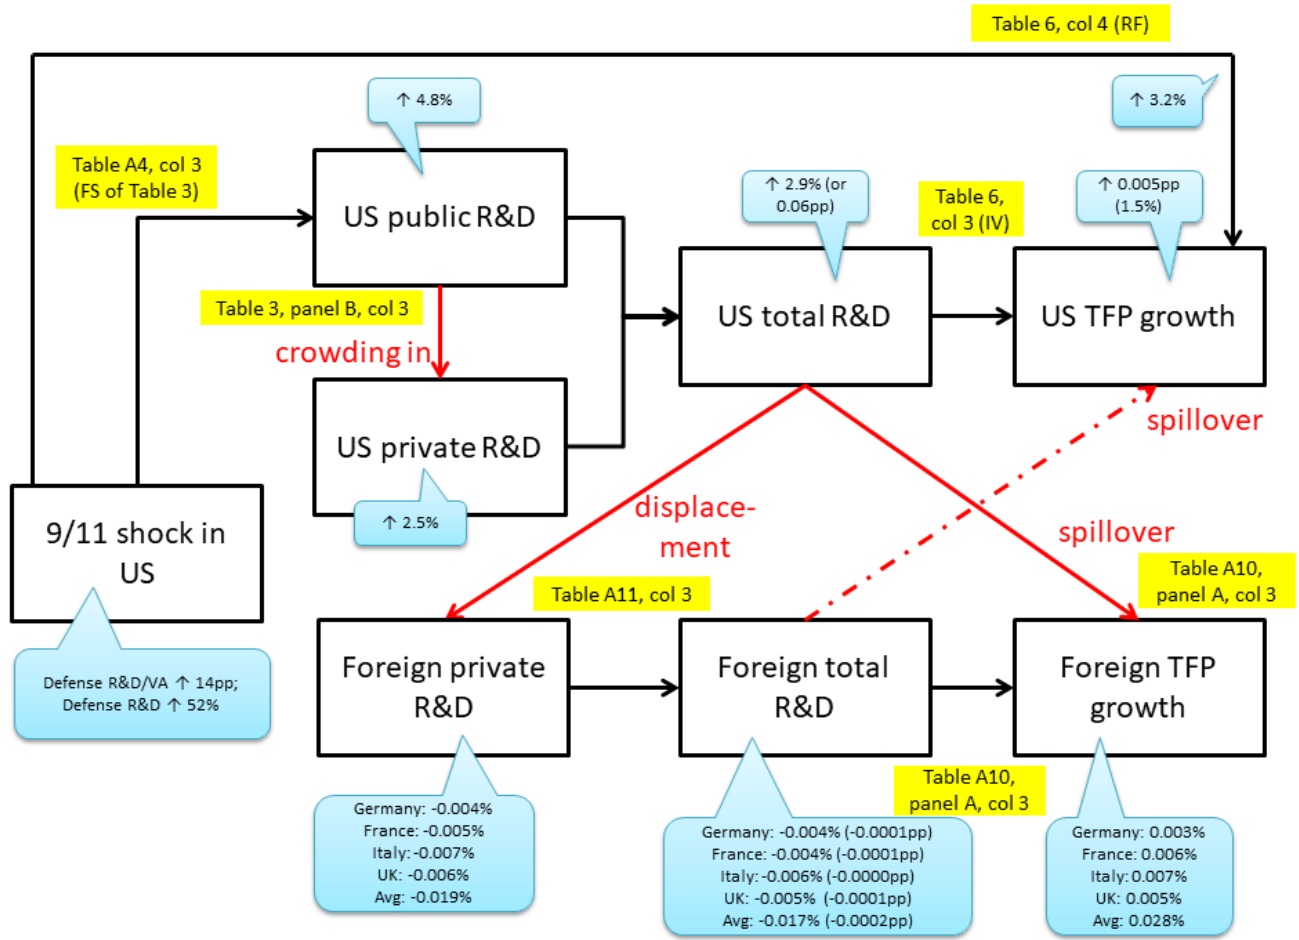 Table 6, col 4 (RF)
↑ 4.8%
↑ 3.2%
Table A4, col 3
(FS of Table 3)
US public R&D
↑ 2.9% (or
0.06pp)
Table 6,
col 3 (IV)
↑ 0.005pp
(1.5%)
Table 3, panel B, col 3
crowding in
US total R&D
US TFP growth
US private R&D
↑ 2.5%
spillover
9/11 shock in
US
displace-
ment
spillover
Table A11, col 3
Table A10,
panel A, col 3
Defense R&D/VA ↑ 14pp;
Defense R&D ↑ 52%
Foreign private
R&D
Foreign total
R&D
Foreign TFP
growth
Table A10,
panel A, col 3
Germany: -0.004%
France: -0.005%
Italy: -0.007%
UK: -0.006%
Avg: -0.019%
Germany: -0.004% (-0.0001pp)
France: -0.004% (-0.0001pp)
Italy: -0.006% (-0.0000pp)
UK: -0.005%  (-0.0001pp)
Avg: -0.017% (-0.0002pp)
Germany: 0.003%
France: 0.006%
Italy: 0.007%
UK: 0.005%
Avg: 0.028%